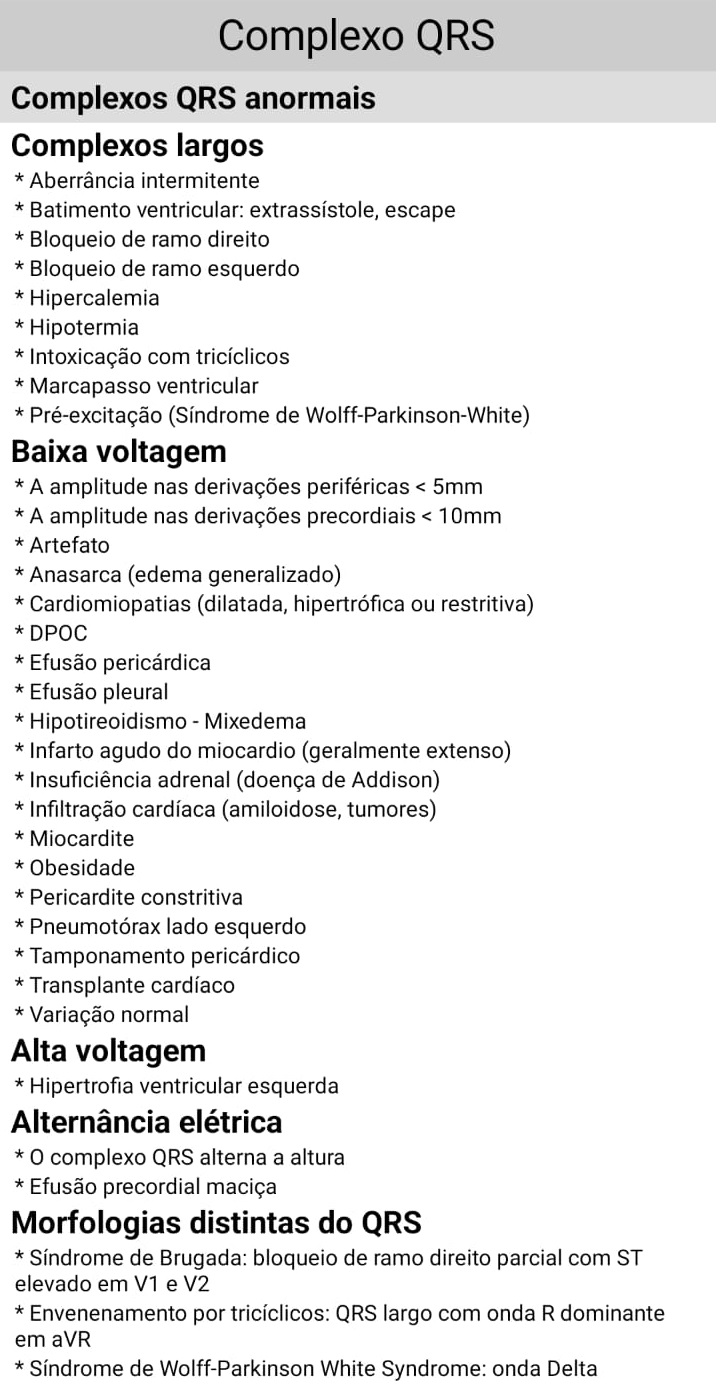 Complexo QRS
Complexos QRS anormais
Complexos largos
* Aberrância intermitente
* Batimento ventricular: extrassístole, escape
* Bloqueio de ramo direito
* Bloqueio de ramo esquerdo
* Hipercalemia
* Hipotermia
* Intoxicação com tricíclicos
* Marcapasso ventricular
* Pré-excitação (Síndrome de Wolff-Parkinson-White)
Baixa voltagem
* A amplitude nas derivações periféricas < 5mm
* A amplitude nas derivações precordiais < 10mm
* Artefato
* Anasarca (edema generalizado)
* Cardiomiopatias (dilatada, hipertrófica ou restritiva)
* DPOC
* Efusão pericárdica
* Efusão pleural
* Hipotireoidismo - Mixedema
* Infarto agudo do miocardio (geralmente extenso)
* Insuficiência adrenal (doença de Addison)
* Infiltração cardíaca (amiloidose, tumores)
* Miocardite
* Obesidade
* Pericardite constritiva
* Pneumotórax lado esquerdo
* Tamponamento pericárdico
* Transplante cardíaco
* Variação normal
Alta voltagem
* Hipertrofia ventricular esquerda
Alternância elétrica
* O complexo QRS alterna a altura
* Efusão precordial maciça
Morfologias distintas do QRS
* Síndrome de Brugada: bloqueio de ramo direito parcial com ST
elevado em V1 e V2
* Envenenamento por tricíclicos: QRS largo com onda R dominante
em aVR
* Síndrome de Wolff-Parkinson White Syndrome: onda Delta